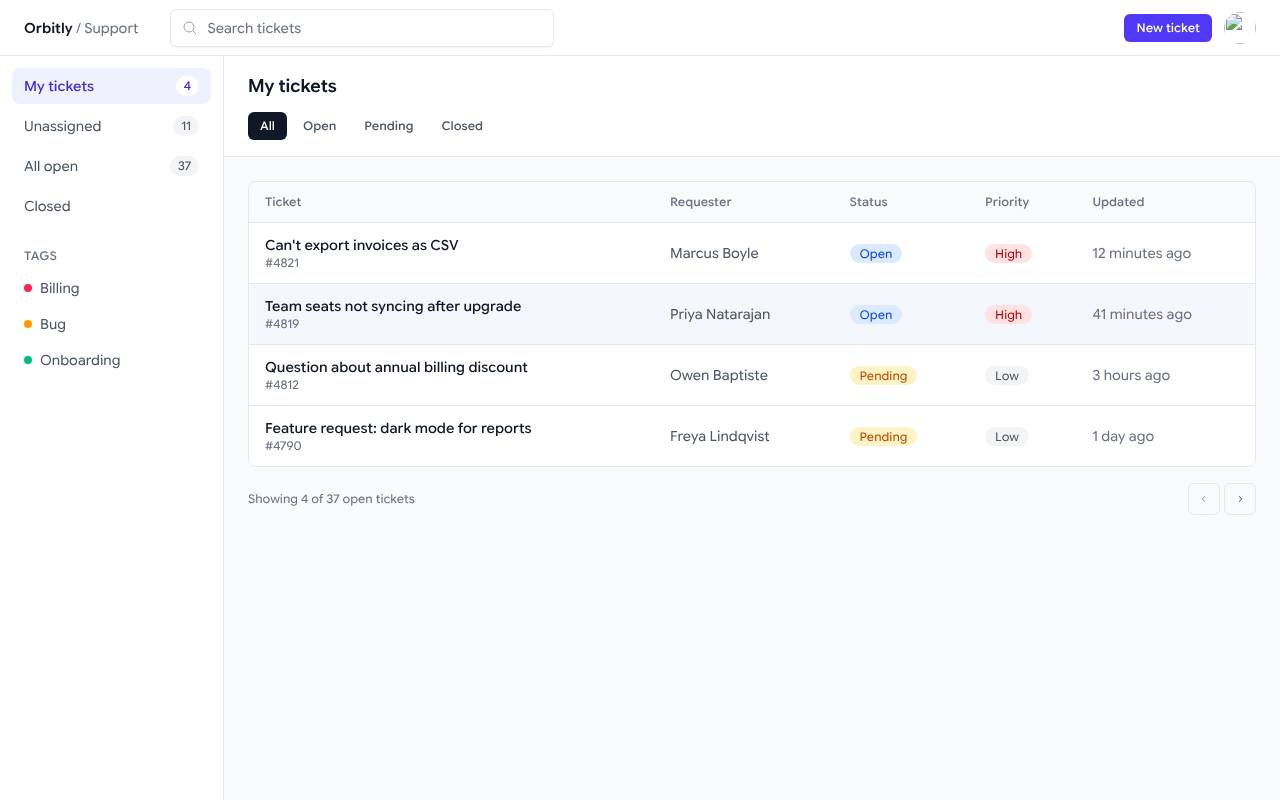 Orbitly / Support
Search tickets
New ticket
My tickets 4
Unassigned 11
All open 37
Closed
TAGS
Billing
Bug
Onboarding
My tickets
All Open Pending Closed
Ticket Requester Status Priority Updated
Can't export invoices as CSV
#4821
Marcus Boyle Open High 12 minutes ago
Team seats not syncing after upgrade
#4819
Priya Natarajan Open High 41 minutes ago
Question about annual billing discount
#4812
Owen Baptiste Pending Low 3 hours ago
Feature request: dark mode for reports
#4790
Freya Lindqvist Pending Low 1 day ago
Showing 4 of 37 open tickets
‹ ›